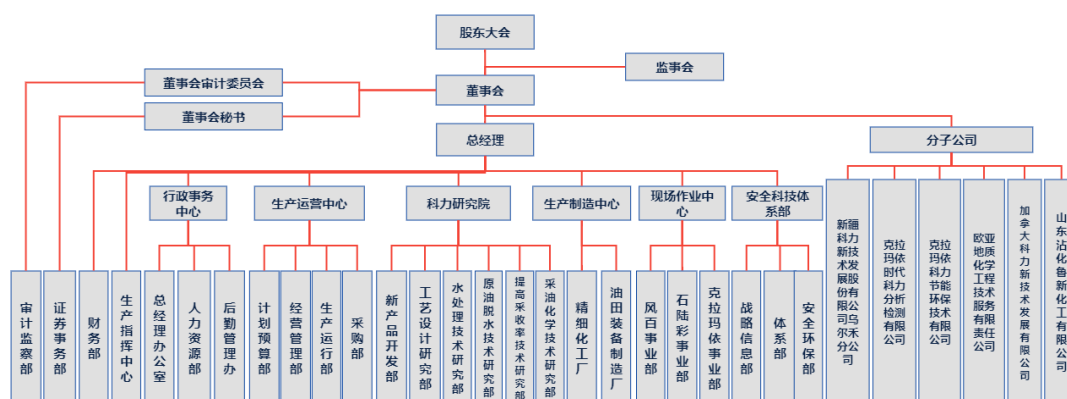 股东大会
监事会
董事会审计委员会
董事会
董事会秘书
总经理
分子公司
行政事务中心
生产运营中心
科力研究院
生产制造中心
现场作业中心
安全科技体系部
审计监察部
证券事务部
财务部
生产指挥中心
总经理办公室
人力资源部
后勤管理办
计划预算部
经营管理部
生产运行部
采购部
新产品开发部
工艺设计研究部
水处理技术研究部
原油脱水技术研究部
提高采收率技术研究部
采油化学技术研究部
精细化工厂
油田装备制造厂
风百事业部
石陆彩事业部
克拉玛依事业部
战略信息部
体系部
安全环保部
新疆科力新技术发展股份有限公司乌尔禾分公司
克拉玛依时代科力分析检测有限公司
克拉玛依科力节能环保技术有限公司
欧亚地质化学工程技术服务有限责任公司
加拿大科力新技术发展有限公司
山东沾化鲁新化工有限公司